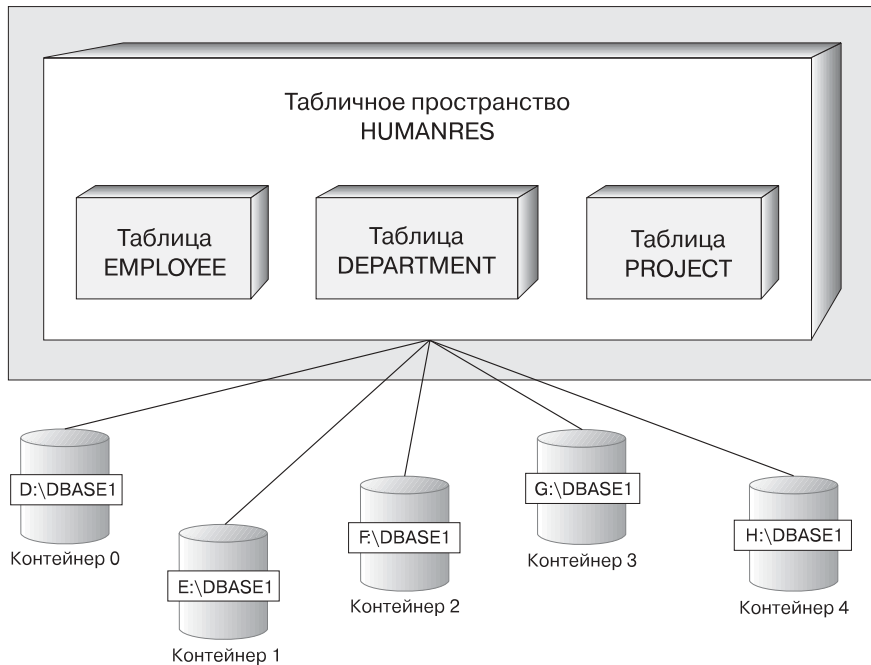 Табличное пространство
HUMANRES
Таблица
EMPLOYEE
Таблица
DEPARTMENT
Таблица
PROJECT
D:\DBASE1
Контейнер 0
E:\DBASE1
Контейнер 1
F:\DBASE1
Контейнер 2
G:\DBASE1
Контейнер 3
H:\DBASE1
Контейнер 4